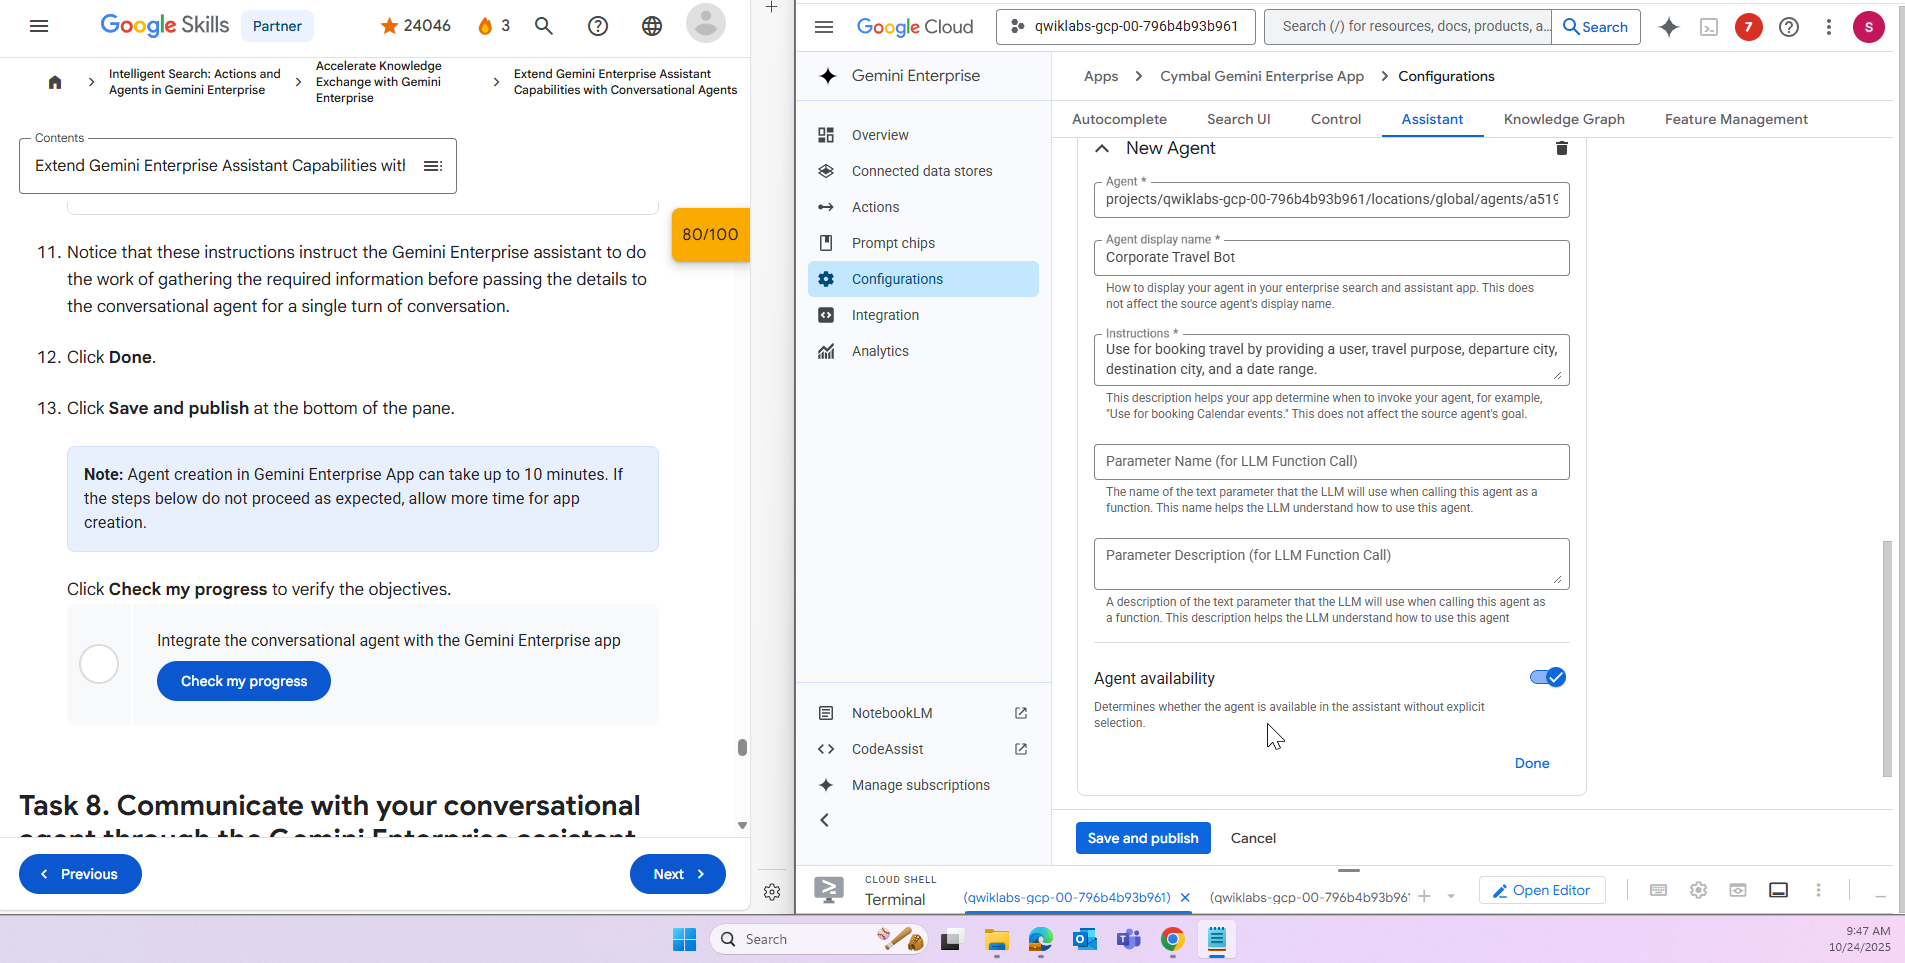 Google Skills
Partner
24046
3
Intelligent Search: Actions and
Agents in Gemini Enterprise
Accelerate Knowledge
Exchange with Gemini
Enterprise
Extend Gemini Enterprise Assistant
Capabilities with Conversational Agents
Contents
Extend Gemini Enterprise Assistant Capabilities wit
80/100
11. Notice that these instructions instruct the Gemini Enterprise assistant to do
the work of gathering the required information before passing the details to
the conversational agent for a single turn of conversation.
12. Click Done.
13. Click Save and publish at the bottom of the pane.
Note: Agent creation in Gemini Enterprise App can take up to 10 minutes. If
the steps below do not proceed as expected, allow more time for app
creation.
Click Check my progress to verify the objectives.
Integrate the conversational agent with the Gemini Enterprise app
Check my progress
Task 8. Communicate with your conversational
agent through the Gemini Enterprise assistant
Previous
Next
Google Cloud
qwiklabs-gcp-00-796b4b93b961
Search (/) for resources, docs, products, a...
Search
7
S
Gemini Enterprise
Apps
Cymbal Gemini Enterprise App
Configurations
Overview
Connected data stores
Actions
Prompt chips
Configurations
Integration
Analytics
NotebookLM
CodeAssist
Manage subscriptions
Autocomplete
Search UI
Control
Assistant
Knowledge Graph
Feature Management
New Agent
Agent *
projects/qwiklabs-gcp-00-796b4b93b961/locations/global/agents/a519
Agent display name *
Corporate Travel Bot
How to display your agent in your enterprise search and assistant app. This does
not affect the source agent's display name.
Instructions *
Use for booking travel by providing a user, travel purpose, departure city,
destination city, and a date range.
This description helps your app determine when to invoke your agent, for example,
"Use for booking Calendar events." This does not affect the source agent's goal.
Parameter Name (for LLM Function Call)
The name of the text parameter that the LLM will use when calling this agent as a
function. This name helps the LLM understand how to use this agent.
Parameter Description (for LLM Function Call)
A description of the text parameter that the LLM will use when calling this agent as
a function. This description helps the LLM understand how to use this agent
Agent availability
Determines whether the agent is available in the assistant without explicit
selection.
Done
Save and publish
Cancel
CLOUD SHELL
Terminal
(qwiklabs-gcp-00-796b4b93b961)
(qwiklabs-gcp-00-796b4b93b96
Open Editor
Search
9:47 AM
10/24/2025